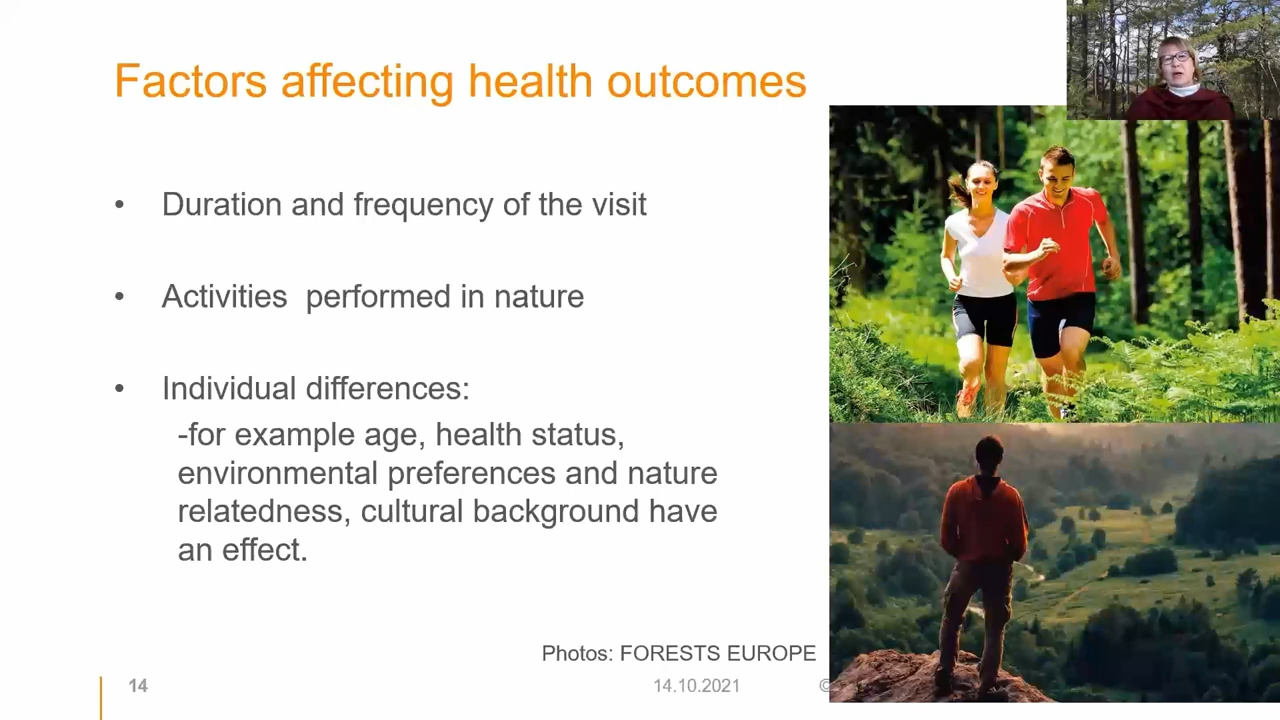 Factors affecting health outcomes
• Duration and frequency of the visit
• Activities performed in nature
• Individual differences:
-for example age, health status,
environmental preferences and nature
relatedness, cultural background have
an effect.
Photos: FORESTS EUROPE
14
14.10.2021
©